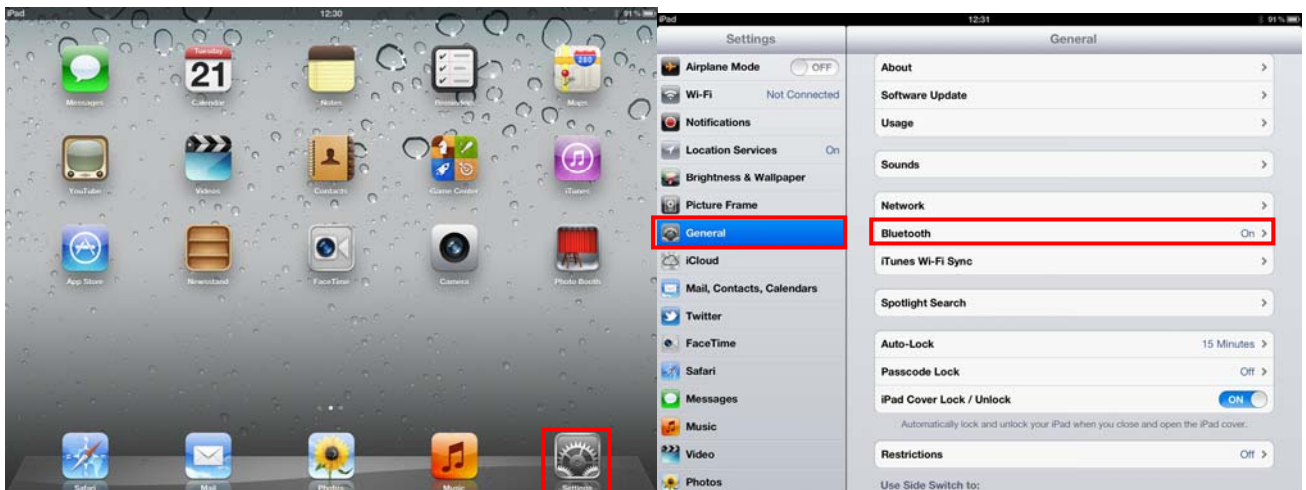 iPad 12:30 91%
Tuesday
21
280
Messages Calendar Notes Reminders Maps
YouTube Videos Contacts Game Center iTunes
App Store Newsstand FaceTime Camera Photo Booth
Safari Mail Photos Music Settings
iPad 12:31 91%
Settings
Airplane Mode OFF
Wi-Fi Not Connected
Notifications
Location Services On
Brightness & Wallpaper
Picture Frame
General
iCloud
Mail, Contacts, Calendars
Twitter
FaceTime
Safari
Messages
Music
Video
Photos
General
About
Software Update
Usage
Sounds
Network
Bluetooth On
iTunes Wi-Fi Sync
Spotlight Search
Auto-Lock 15 Minutes
Passcode Lock Off
iPad Cover Lock / Unlock ON
Automatically lock and unlock your iPad when you close and open the iPad cover.
Restrictions Off
Use Side Switch to: